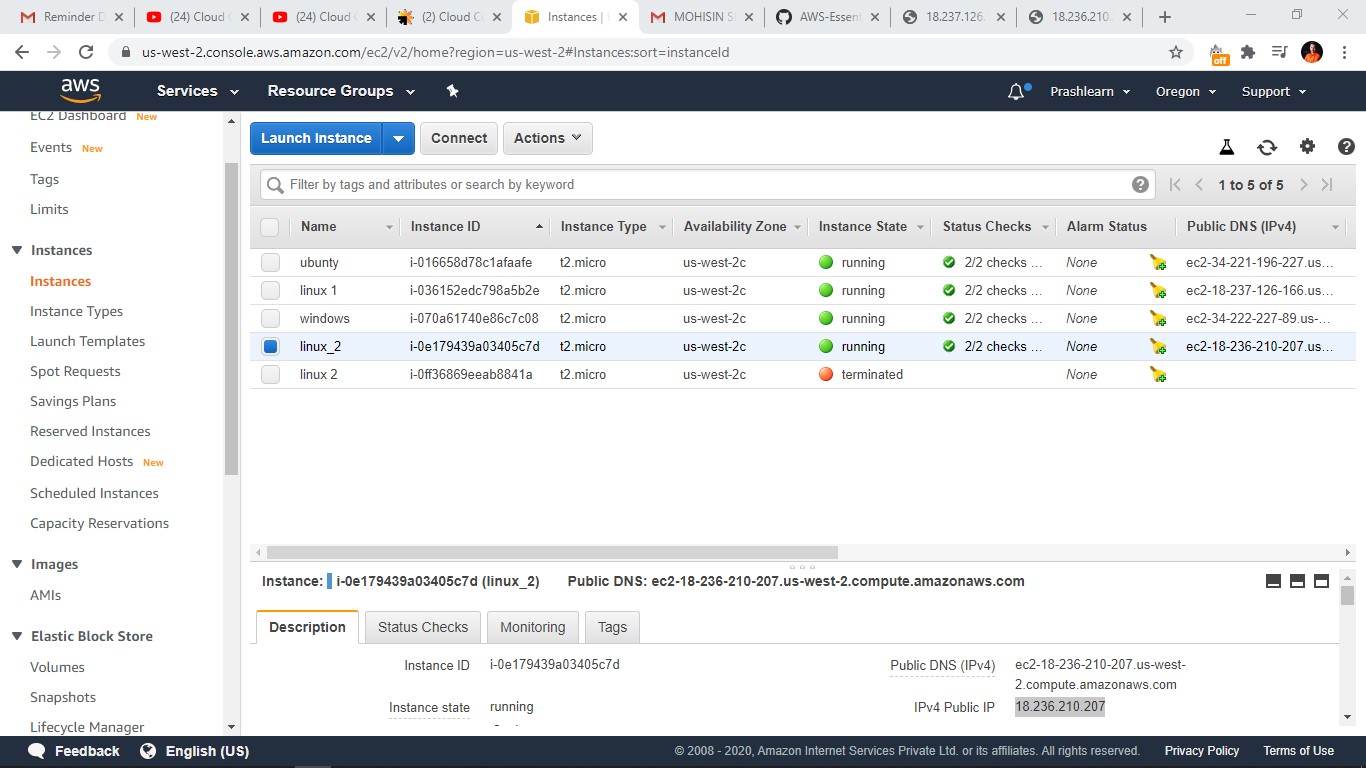 Reminder D
(24) Cloud C
(24) Cloud C
(2) Cloud Co
Instances | E
MOHISIN S
AWS-Essen
18.237.126.
18.236.210.
us-west-2.console.aws.amazon.com/ec2/v2/home?region=us-west-2#Instances:sort=instanceId
off
aws
Services
Resource Groups
Prashlearn
Oregon
Support
EC2 Dashboard New
Events New
Tags
Limits
Instances
Instances
Instance Types
Launch Templates
Spot Requests
Savings Plans
Reserved Instances
Dedicated Hosts New
Scheduled Instances
Capacity Reservations
Images
AMIs
Elastic Block Store
Volumes
Snapshots
Lifecycle Manager
Launch Instance
Connect
Actions
Filter by tags and attributes or search by keyword
1 to 5 of 5
Name Instance ID Instance Type Availability Zone Instance State Status Checks Alarm Status Public DNS (IPv4)
ubunty i-016658d78c1afaafe t2.micro us-west-2c running 2/2 checks ... None ec2-34-221-196-227.us...
linux 1 i-036152edc798a5b2e t2.micro us-west-2c running 2/2 checks ... None ec2-18-237-126-166.us...
windows i-070a61740e86c7c08 t2.micro us-west-2c running 2/2 checks ... None ec2-34-222-227-89.us-...
linux_2 i-0e179439a03405c7d t2.micro us-west-2c running 2/2 checks ... None ec2-18-236-210-207.us...
linux 2 i-0ff36869eeab8841a t2.micro us-west-2c terminated None
Instance: i-0e179439a03405c7d (linux_2) Public DNS: ec2-18-236-210-207.us-west-2.compute.amazonaws.com
Description
Status Checks
Monitoring
Tags
Instance ID i-0e179439a03405c7d
Instance state running
Public DNS (IPv4) ec2-18-236-210-207.us-west-
2.compute.amazonaws.com
IPv4 Public IP 18.236.210.207
Feedback
English (US)
© 2008 - 2020, Amazon Internet Services Private Ltd. or its affiliates. All rights reserved.
Privacy Policy
Terms of Use